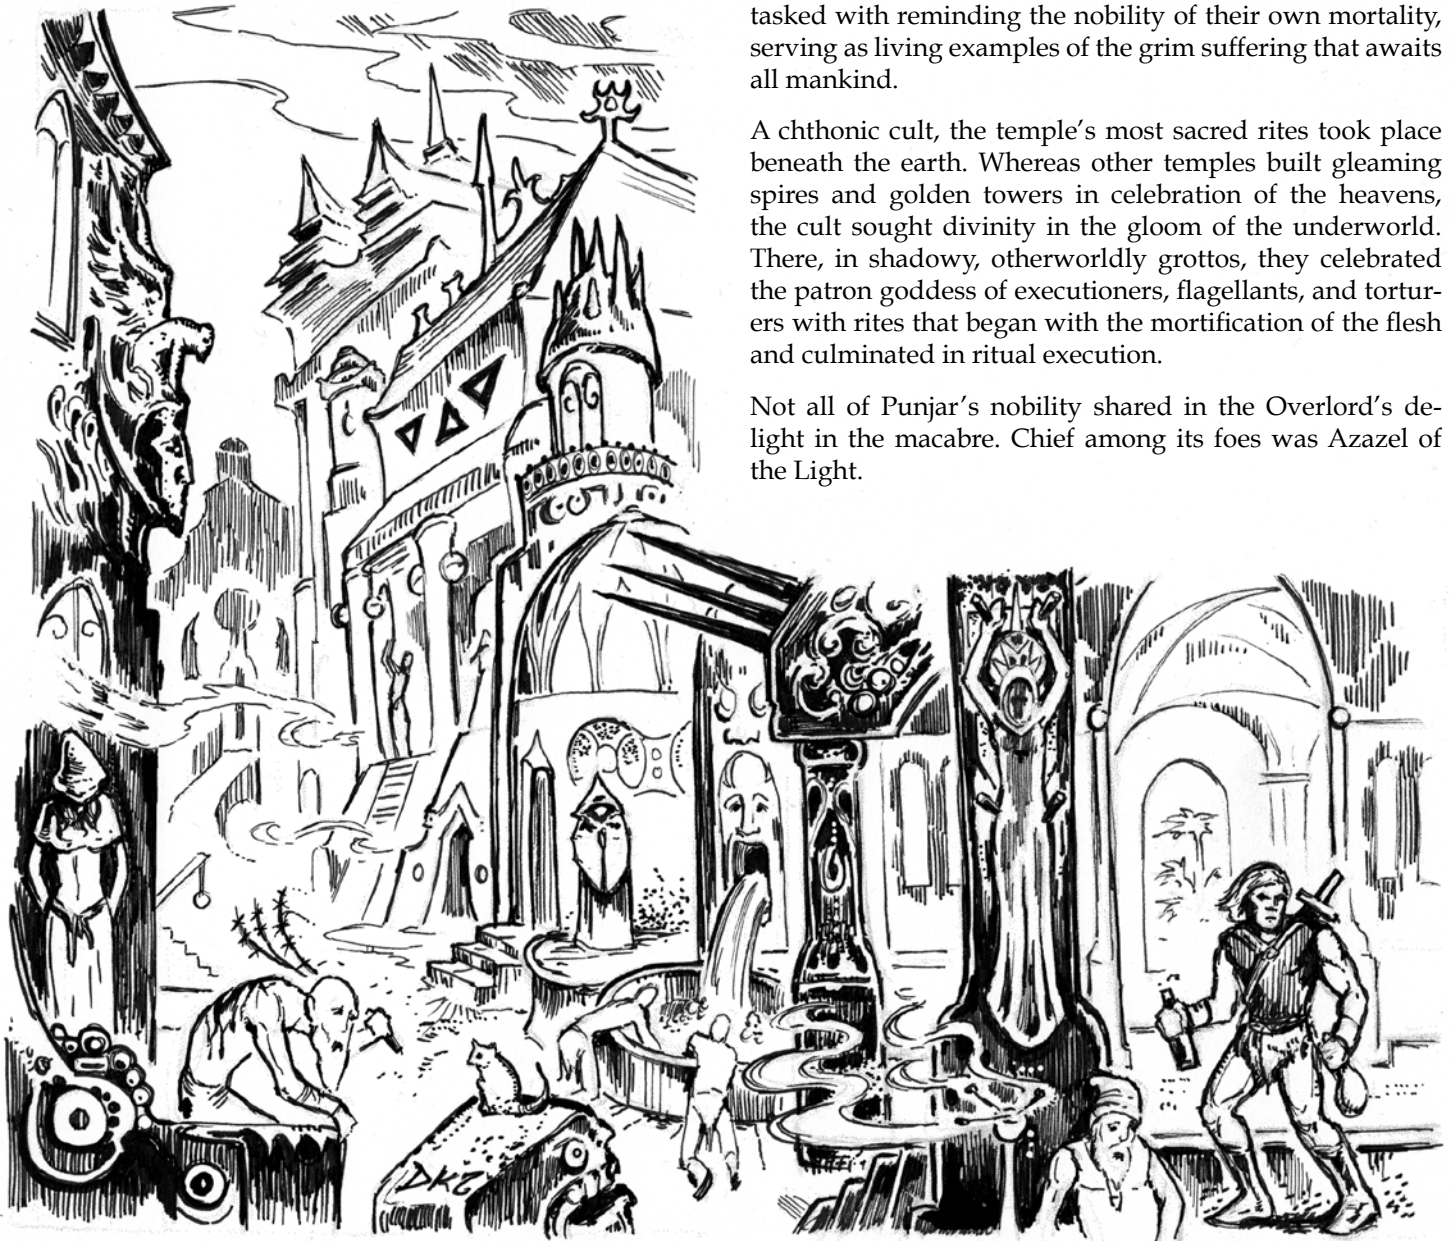 tasked with reminding the nobility of their own mortality,
serving as living examples of the grim suffering that awaits
all mankind.
A chthonic cult, the temple's most sacred rites took place
beneath the earth. Whereas other temples built gleaming
spires and golden towers in celebration of the heavens,
the cult sought divinity in the gloom of the underworld.
There, in shadowy, otherworldly grottos, they celebrated
the patron goddess of executioners, flagellants, and tortur-
ers with rites that began with the mortification of the flesh
and culminated in ritual execution.
Not all of Punjar's nobility shared in the Overlord's de-
light in the macabre. Chief among its foes was Azazel of
the Light.